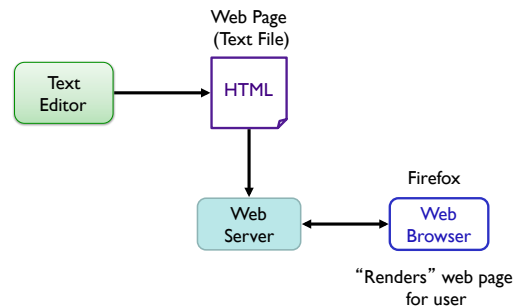 Web Page
(Text File)
Text
Editor
HTML
Firefox
Web
Server
Web
Browser
“Renders” web page
for user